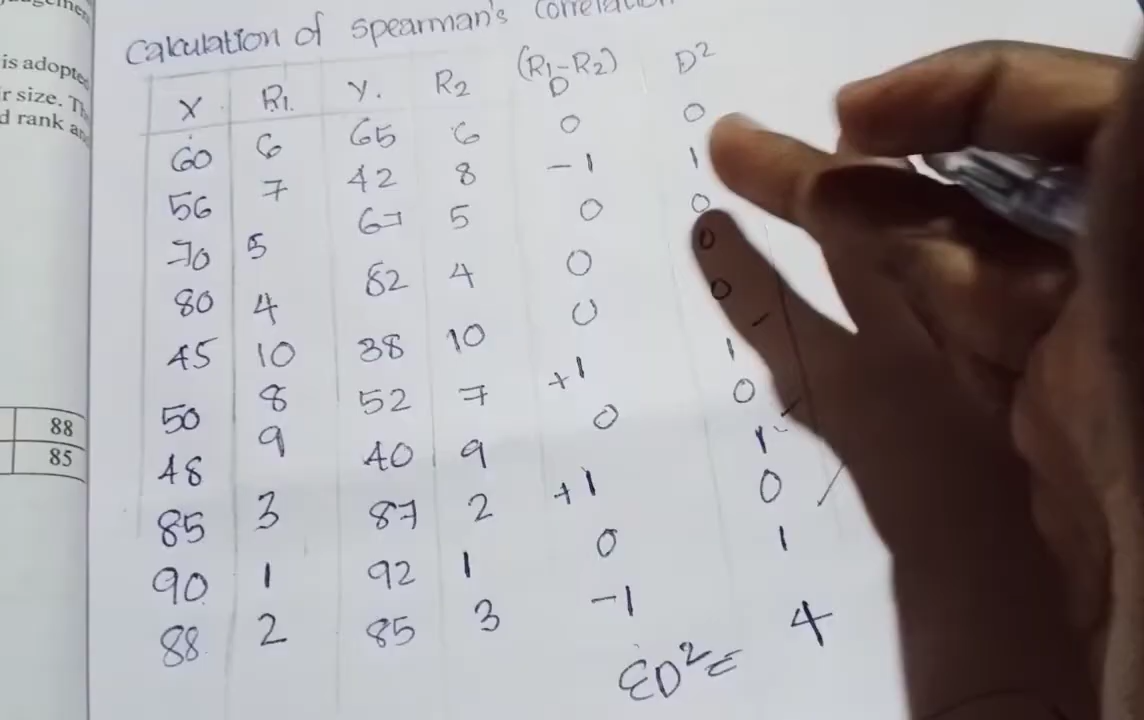 is adopte
r size. Th
d rank an
88
85
Calculation of Spearman's Correlation
X R1. Y. R2 (R1-R2) D D²
60 6 65 6 0 0
56 7 42 8 -1 1
70 5 67 5 0 0
80 4 82 4 0 0
45 10 38 10 0 0
50 8 52 7 +1 1
48 9 40 9 0 0
85 3 87 2 +1 1
90 1 92 1 0 0
88 2 85 3 -1 1
ΣD² = 4